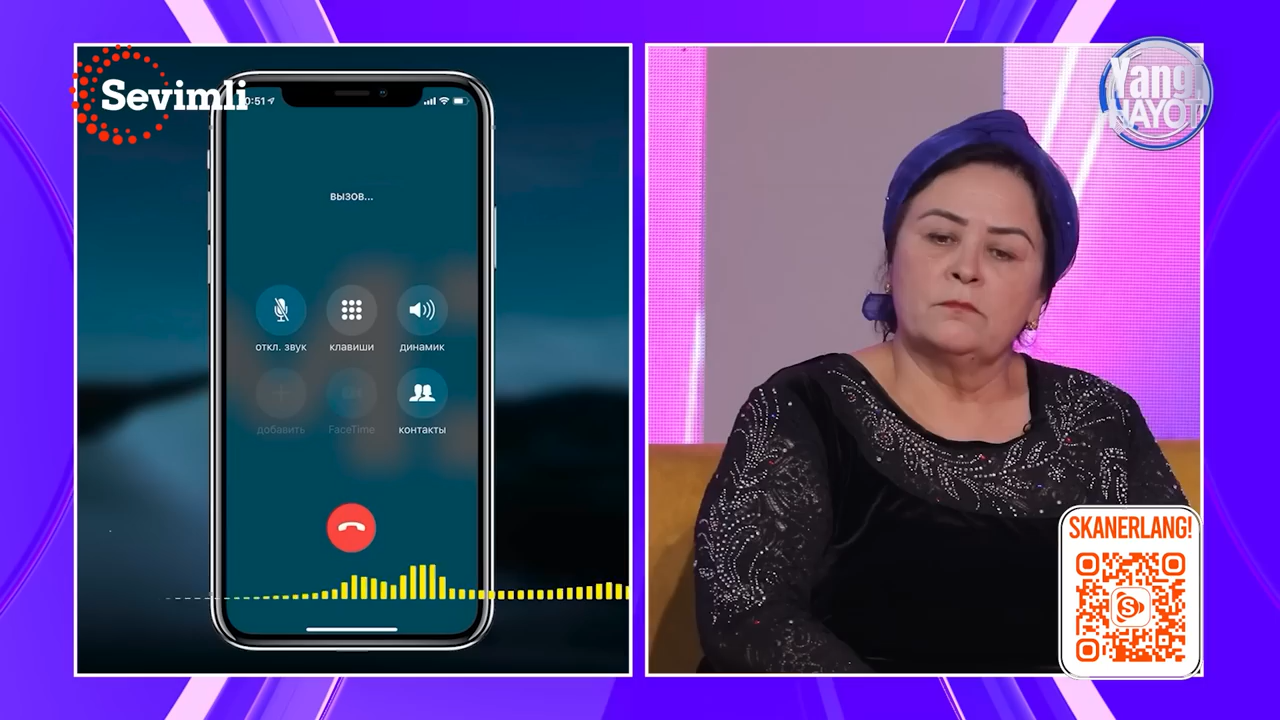 Sevimli
0:51
вызов...
откл. звук
клавиши
динамик
добавить
FaceTime
контакты
Yangi
HAYOT
SKANERLANG!
S